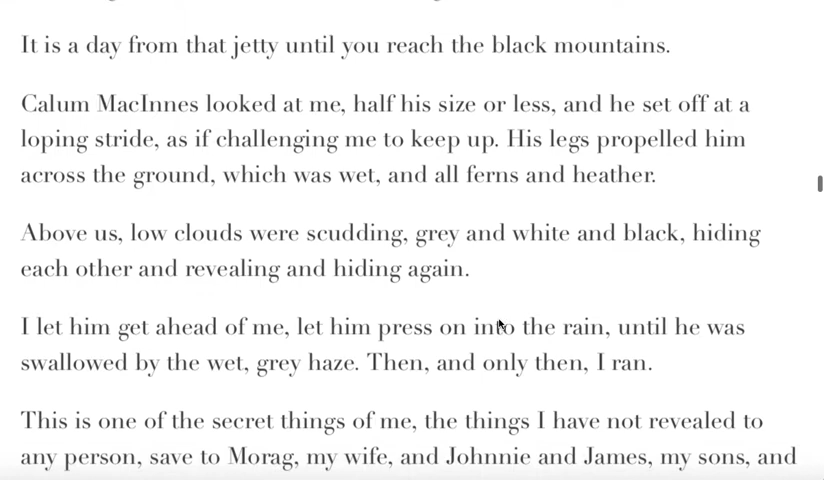 It is a day from that jetty until you reach the black mountains.
Calum MacInnes looked at me, half his size or less, and he set off at a
loping stride, as if challenging me to keep up. His legs propelled him
across the ground, which was wet, and all ferns and heather.
Above us, low clouds were scudding, grey and white and black, hiding
each other and revealing and hiding again.
I let him get ahead of me, let him press on into the rain, until he was
swallowed by the wet, grey haze. Then, and only then, I ran.
This is one of the secret things of me, the things I have not revealed to
any person, save to Morag, my wife, and Johnnie and James, my sons, and